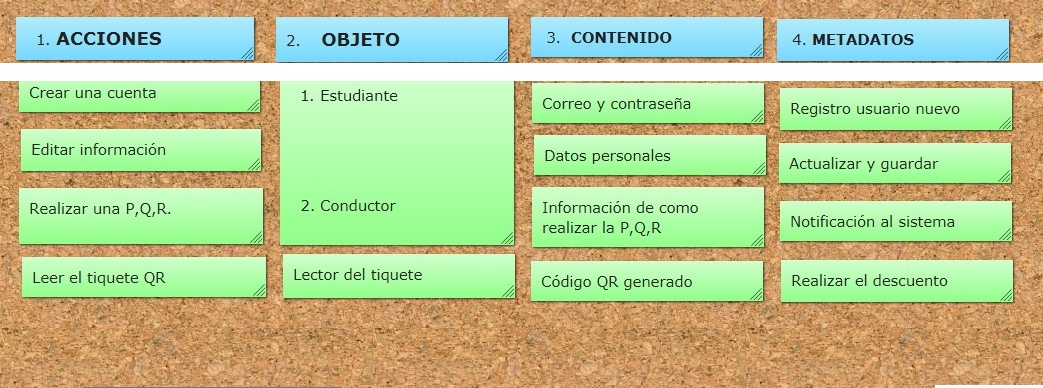 1. ACCIONES
2. OBJETO
3. CONTENIDO
4. METADATOS
Crear una cuenta
1. Estudiante
Correo y contraseña
Registro usuario nuevo
Editar información
Datos personales
Actualizar y guardar
Realizar una P,Q,R.
2. Conductor
Información de como
realizar la P,Q,R
Notificación al sistema
Leer el tiquete QR
Lector del tiquete
Código QR generado
Realizar el descuento